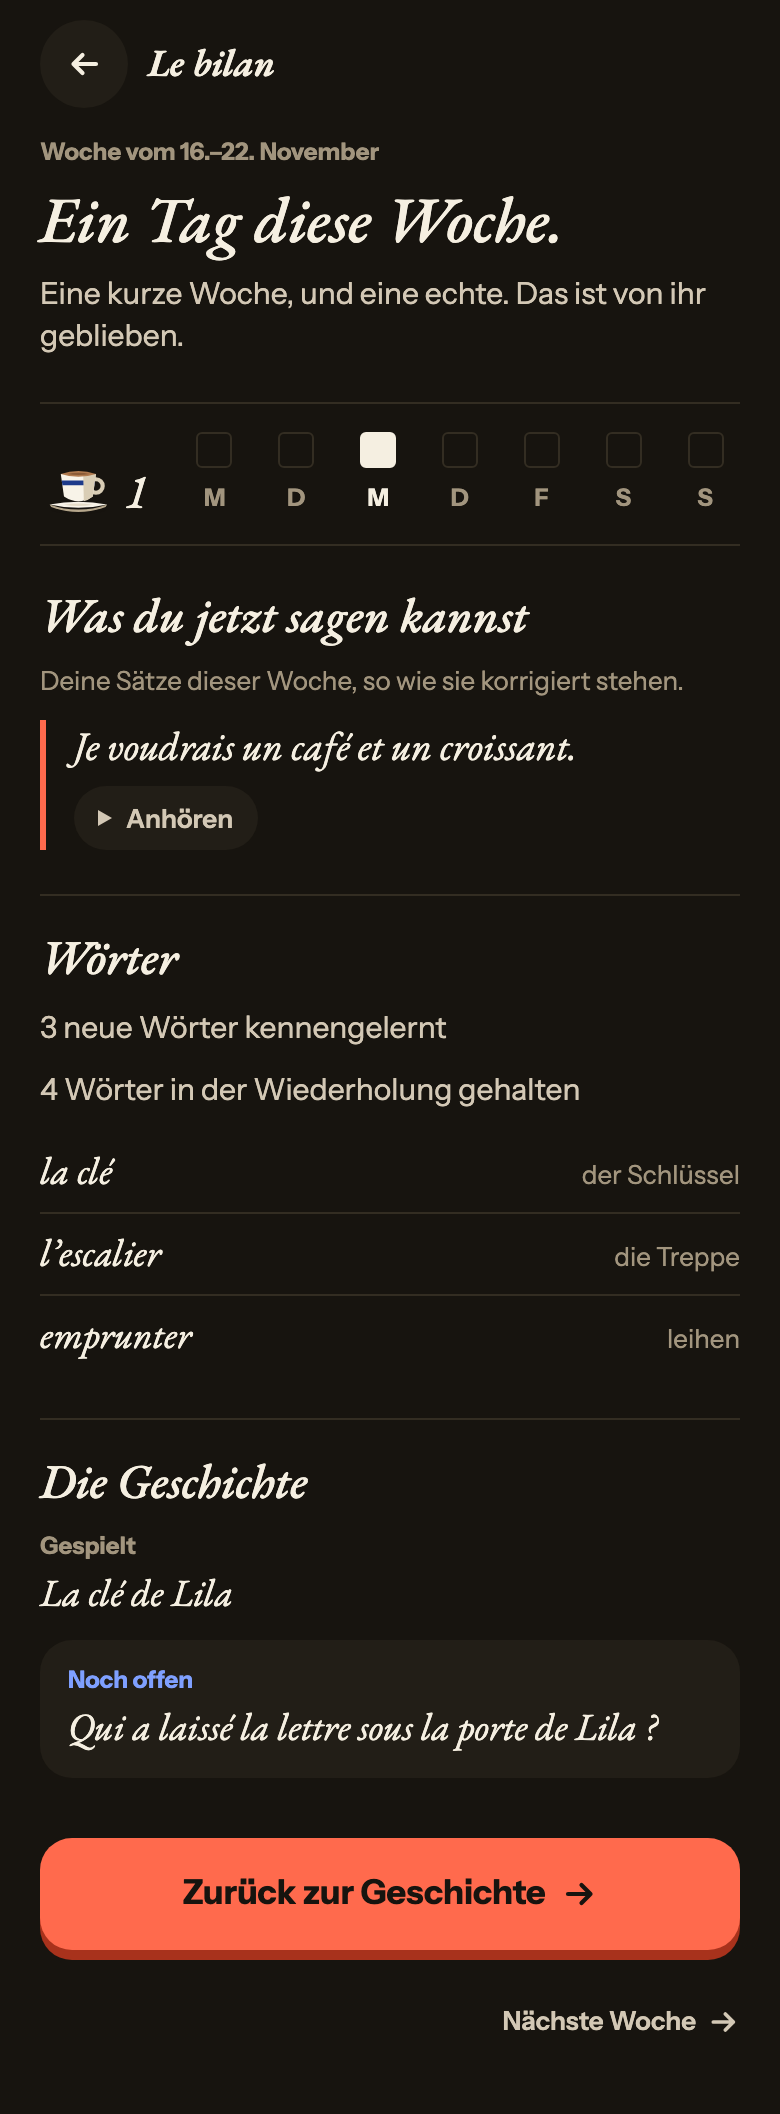 Le bilan
Woche vom 16.–22. November
Ein Tag diese Woche.
Eine kurze Woche, und eine echte. Das ist von ihr
geblieben.
1
M D M D F S S
Was du jetzt sagen kannst
Deine Sätze dieser Woche, so wie sie korrigiert stehen.
Je voudrais un café et un croissant.
Anhören
Wörter
3 neue Wörter kennengelernt
4 Wörter in der Wiederholung gehalten
la clé der Schlüssel
l’escalier die Treppe
emprunter leihen
Die Geschichte
Gespielt
La clé de Lila
Noch offen
Qui a laissé la lettre sous la porte de Lila ?
Zurück zur Geschichte →
Nächste Woche →